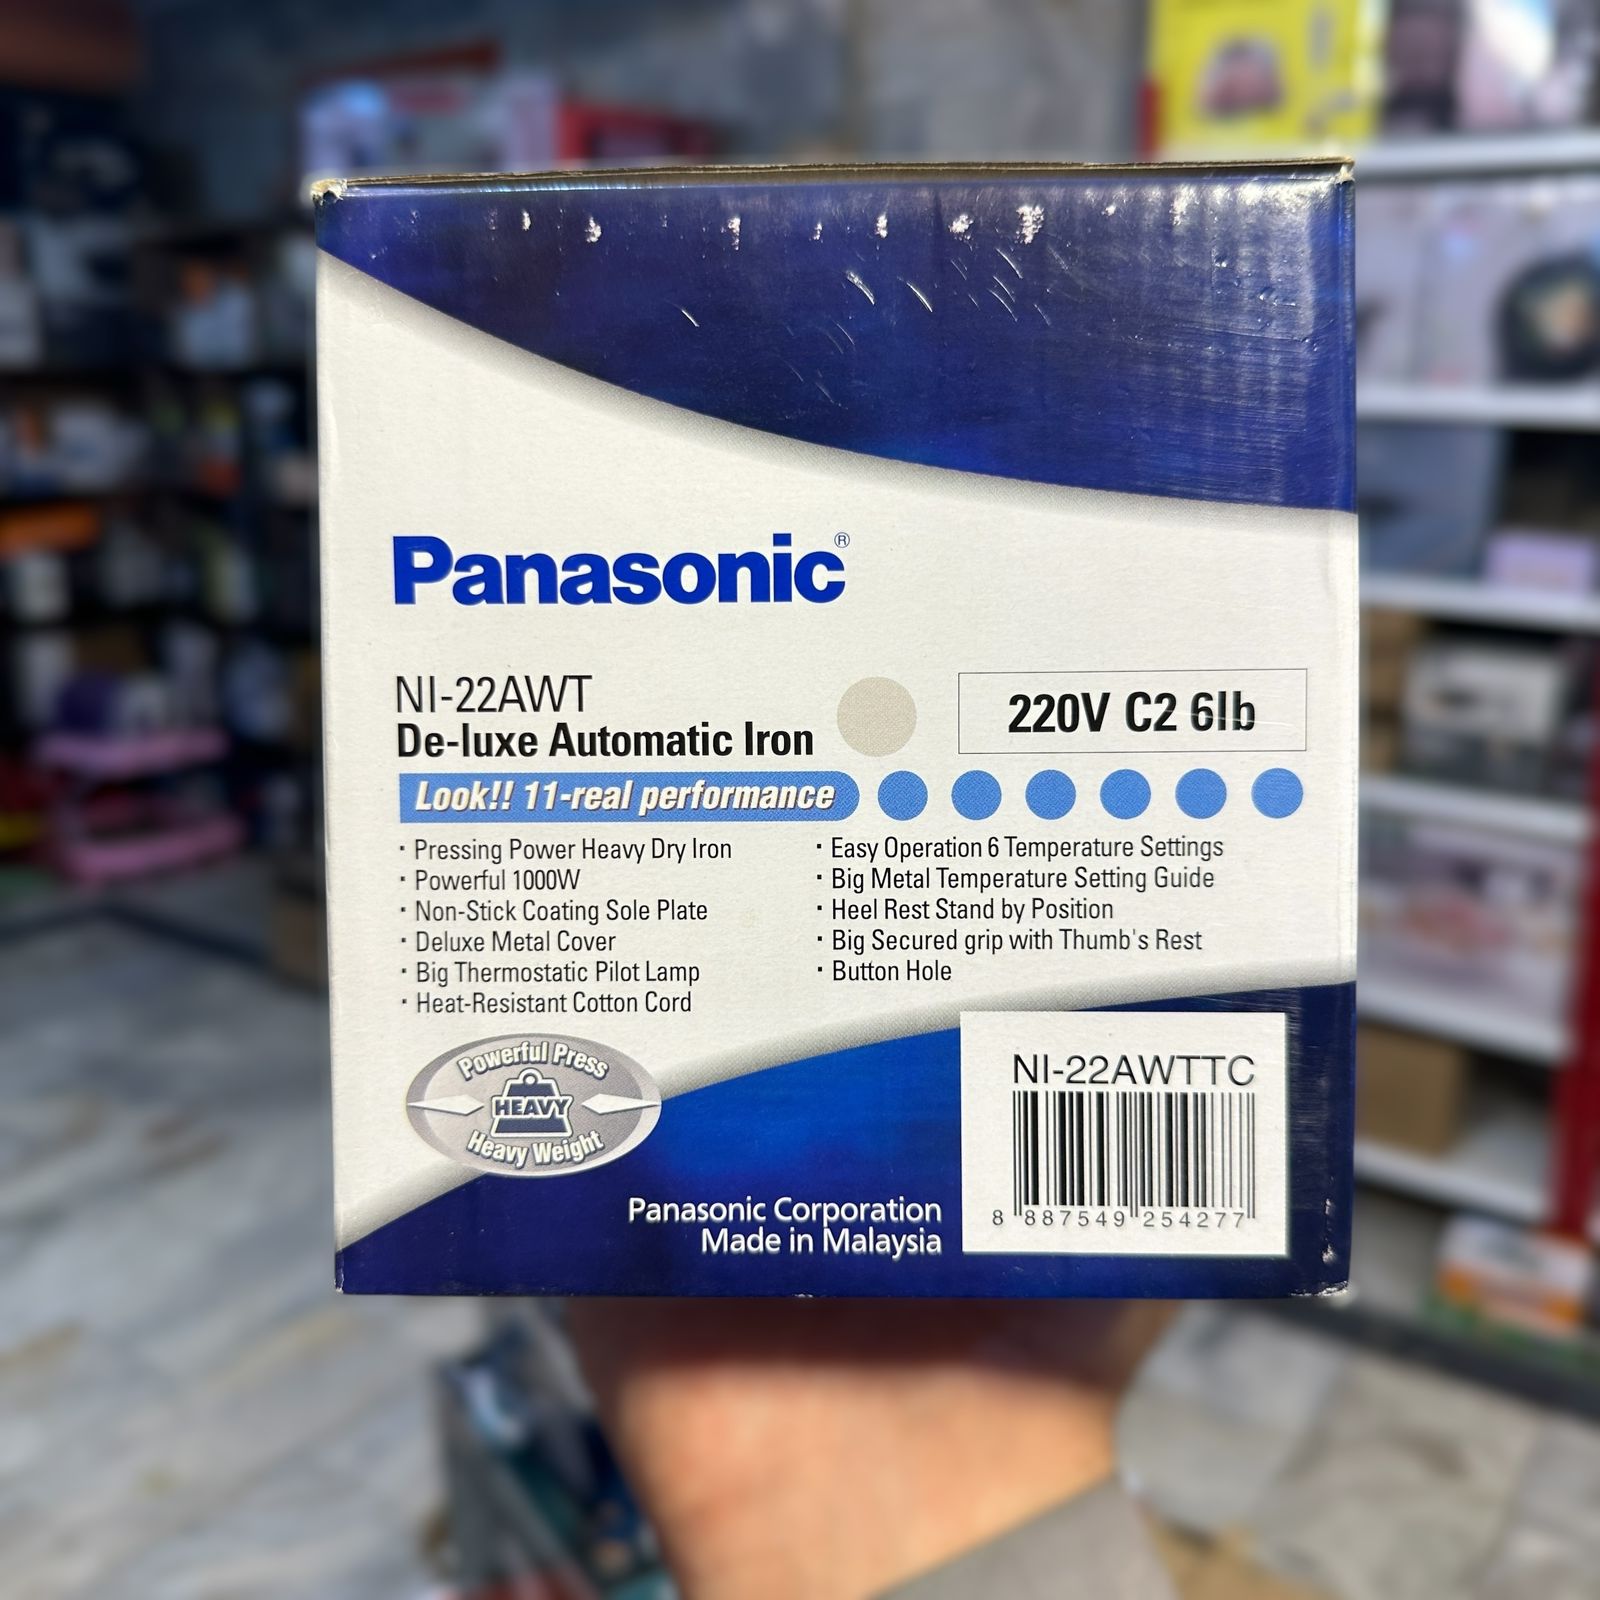 Panasonic®
NI-22AWT
De-luxe Automatic Iron
220V C2 6lb
Look!! 11-real performance
· Pressing Power Heavy Dry Iron
· Powerful 1000W
· Non-Stick Coating Sole Plate
· Deluxe Metal Cover
· Big Thermostatic Pilot Lamp
· Heat-Resistant Cotton Cord
· Easy Operation 6 Temperature Settings
· Big Metal Temperature Setting Guide
· Heel Rest Stand by Position
· Big Secured grip with Thumb's Rest
· Button Hole
Powerful Press
HEAVY
Heavy Weight
Panasonic Corporation
Made in Malaysia
NI-22AWTTC
8 887549 254277